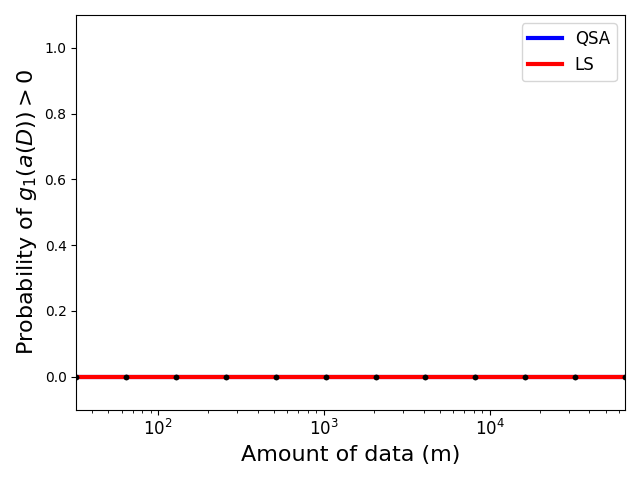 QSA
LS
Probability of g₁(a(D))) > 0
1.0
0.8
0.6
0.4
0.2
0.0
10² 10³ 10⁴
Amount of data (m)